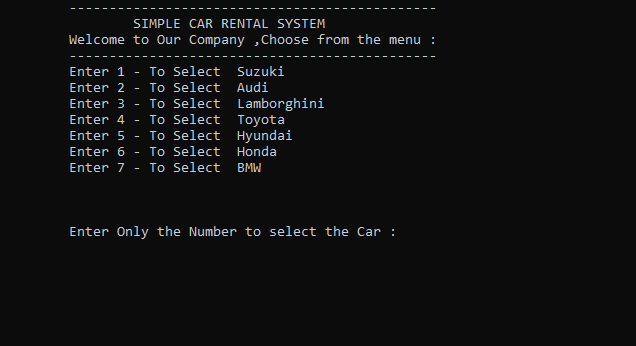 ----------------------------------------------
SIMPLE CAR RENTAL SYSTEM
Welcome to Our Company ,Choose from the menu :
----------------------------------------------
Enter 1 - To Select  Suzuki
Enter 2 - To Select  Audi
Enter 3 - To Select  Lamborghini
Enter 4 - To Select  Toyota
Enter 5 - To Select  Hyundai
Enter 6 - To Select  Honda
Enter 7 - To Select  BMW
Enter Only the Number to select the Car :